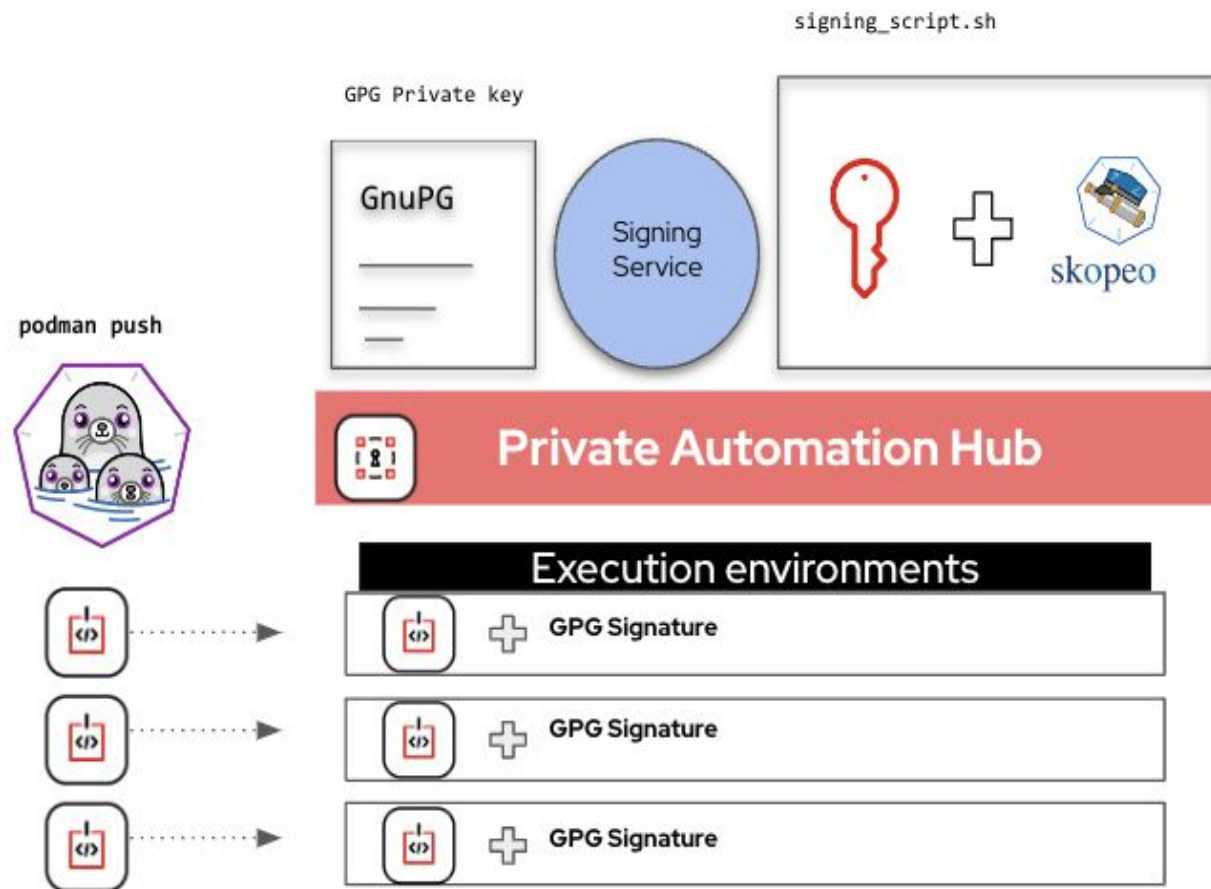 signing_script.sh
GPG Private key
GnuPG
Signing
Service
skopeo
podman push
Private Automation Hub
Execution environments
GPG Signature
GPG Signature
GPG Signature